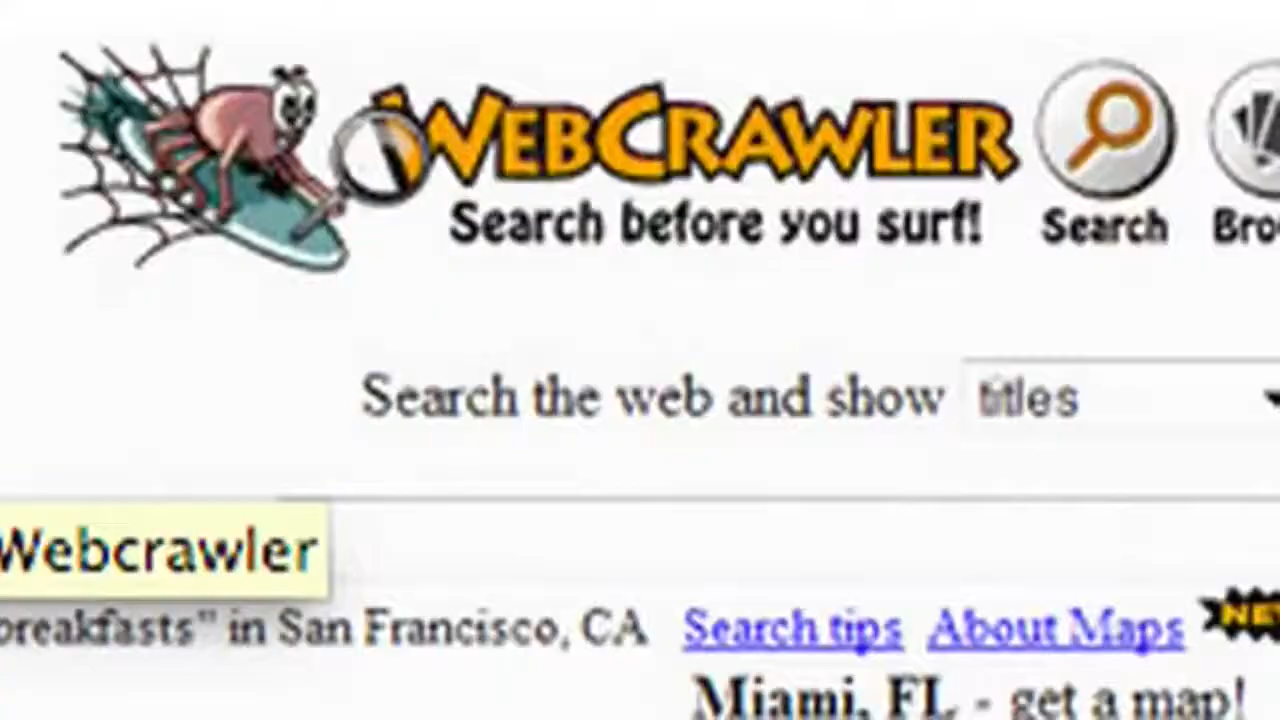 WEBCRAWLER
Search before you surf!
Search
Search the web and show titles
Webcrawler
breakfasts" in San Francisco, CA Search tips About Maps
Miami, FL - get a map!